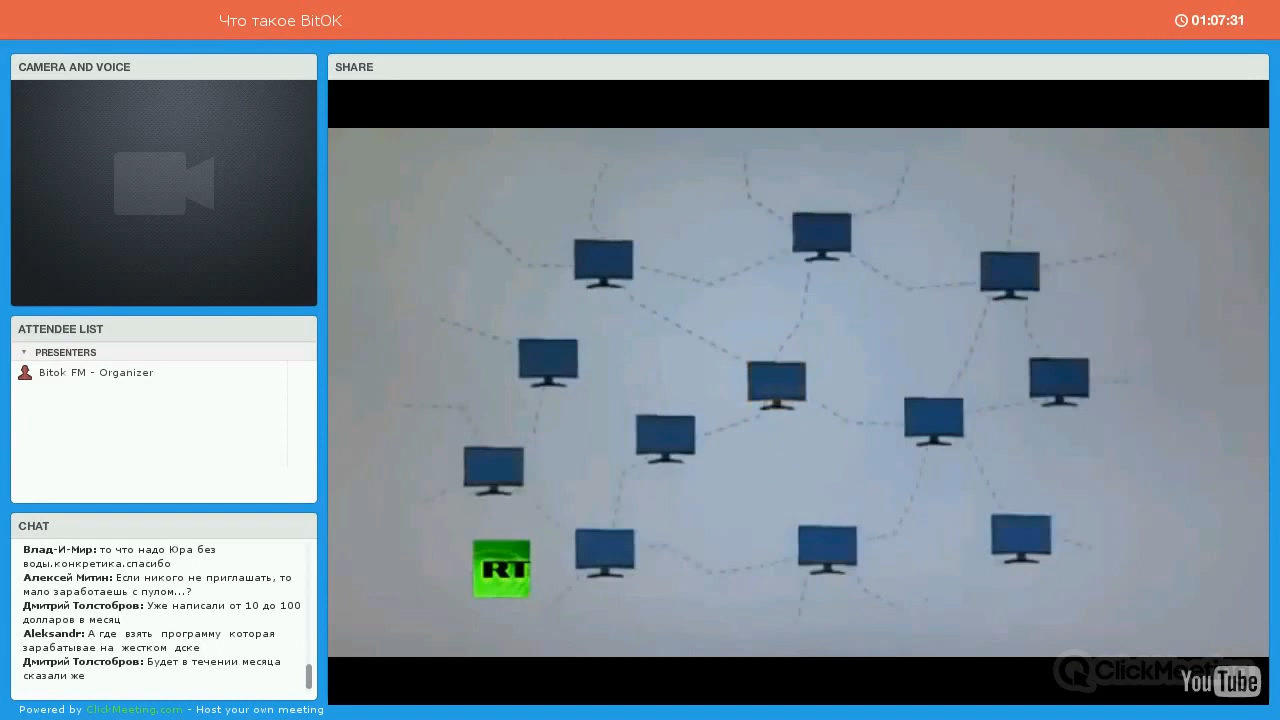 Что такое BitOK
01:07:31
CAMERA AND VOICE
SHARE
ATTENDEE LIST
PRESENTERS
Bitok FM - Organizer
CHAT
Влад-И-Мир: то что надо Юра без
воды.конкретика.спасибо
Алексей Митин: Если никого не приглашать, то
мало заработаешь с пулом...?
Дмитрий Толстобров: Уже написали от 10 до 100
долларов в месяц
Aleksandr: А где взять программу которая
зарабатывае на жестком дске
Дмитрий Толстобров: Будет в течении месяца
сказали же
RT
ClickMeeting
YouTube
Powered by ClickMeeting.com - Host your own meeting